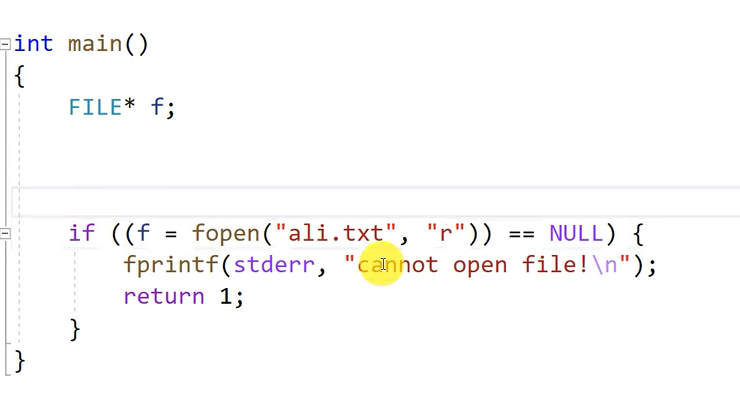 int main()
{
    FILE* f;
    if ((f = fopen("ali.txt", "r")) == NULL) {
        fprintf(stderr, "cannot open file!\n");
        return 1;
    }
}